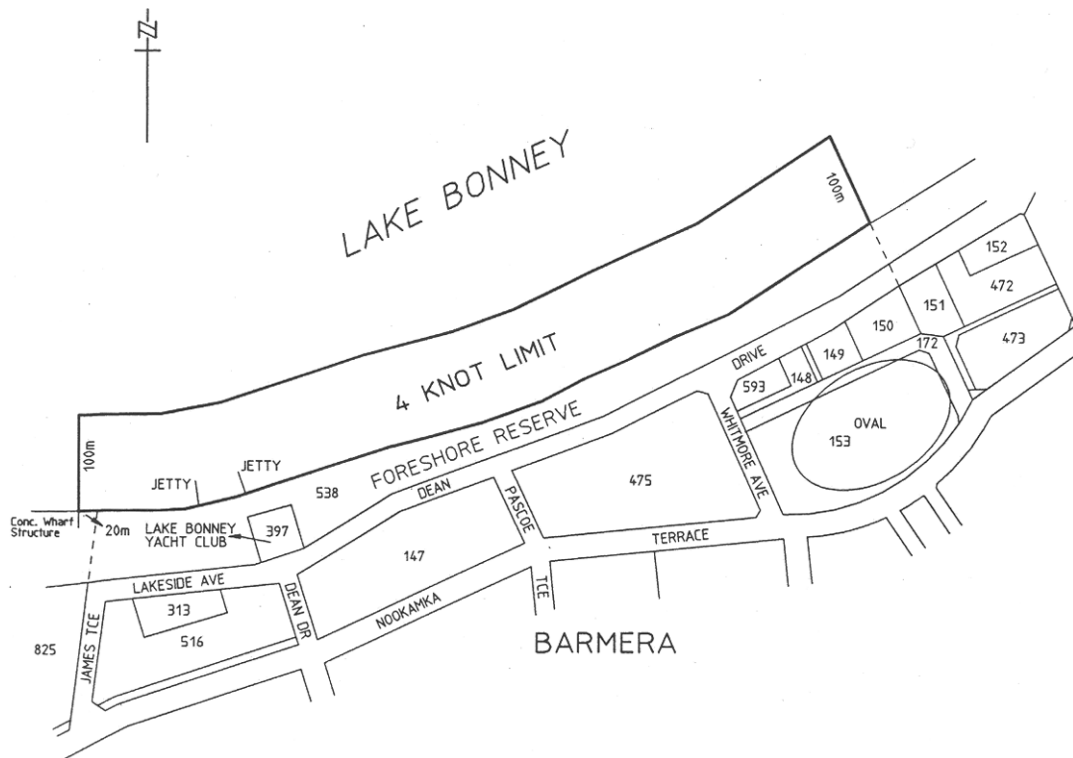 N
LAKE BONNEY
100m
4 KNOT LIMIT
100m
JETTY
JETTY
Conc. Wharf
Structure
20m
LAKE BONNEY
YACHT CLUB
397
538
FORESHORE RESERVE
DEAN
DRIVE
593
148
149
150
151
152
472
172
473
OVAL
153
WHITMORE AVE
475
PASCOE
TCE
TERRACE
147
NOOKAMKA
DEAN DR
LAKESIDE AVE
313
516
JAMES TCE
825
BARMERA